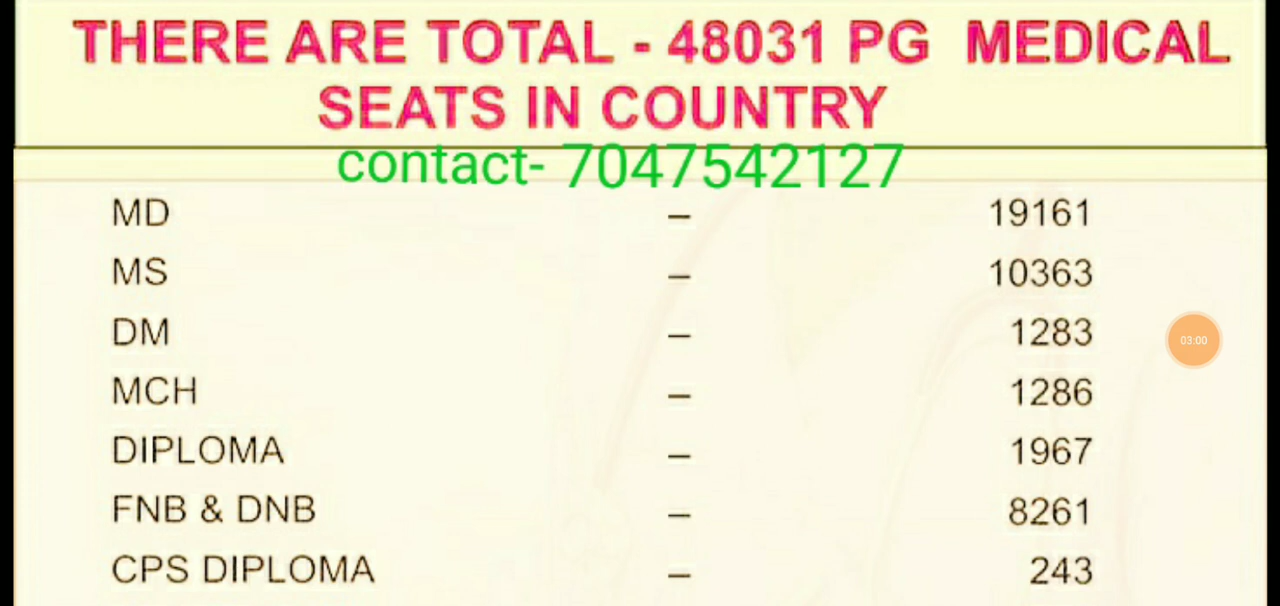 THERE ARE TOTAL - 48031 PG MEDICAL
SEATS IN COUNTRY
contact- 7047542127
MD – 19161
MS – 10363
DM – 1283
03:00
MCH – 1286
DIPLOMA – 1967
FNB & DNB – 8261
CPS DIPLOMA – 243